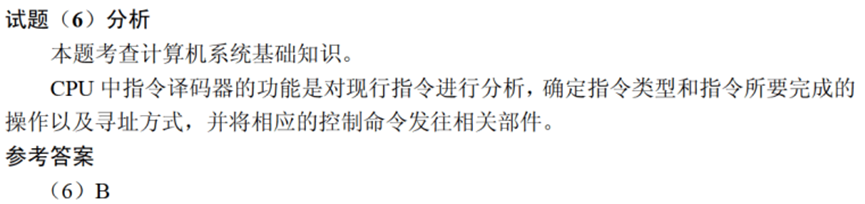 试题（6）分析
本题考查计算机系统基础知识。
CPU 中指令译码器的功能是对现行指令进行分析，确定指令类型和指令所要完成的
操作以及寻址方式，并将相应的控制命令发往相关部件。
参考答案
（6）B